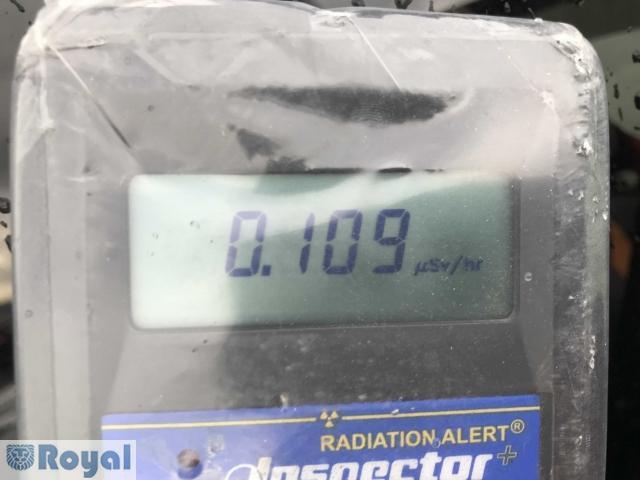 0.109 µSv/hr
RADIATION ALERT®
Inspector+
Royal